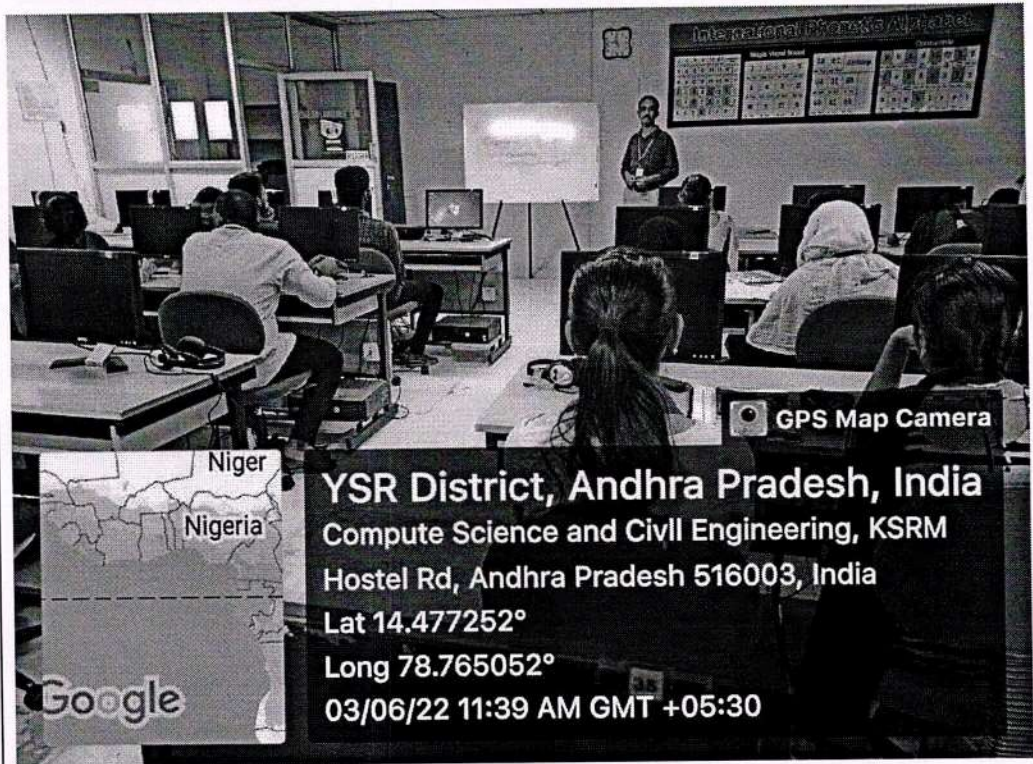 International Phonetic Alphabet
GPS Map Camera
Niger
Nigeria
Google
YSR District, Andhra Pradesh, India
Compute Science and Civll Engineering, KSRM
Hostel Rd, Andhra Pradesh 516003, India
Lat 14.477252°
Long 78.765052°
03/06/22 11:39 AM GMT +05:30